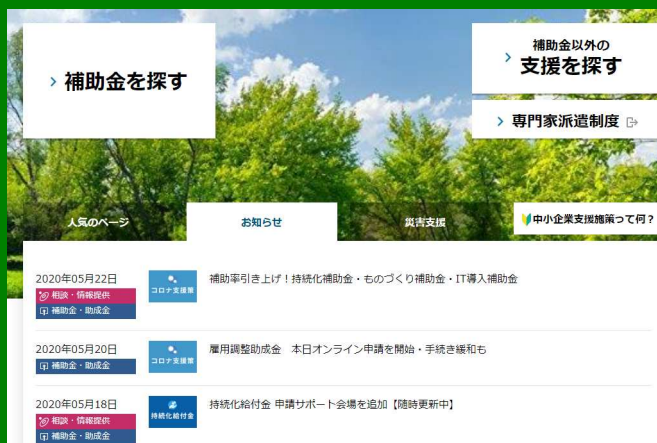 補助金を探す
補助金以外の
支援を探す
専門家派遣制度
人気のページ
お知らせ
災害支援
中小企業支援施策って何？
2020年05月22日
相談・情報提供
補助金・助成金
コロナ支援策
補助率引き上げ！持続化補助金・ものづくり補助金・IT導入補助金
2020年05月20日
補助金・助成金
コロナ支援策
雇用調整助成金　本日オンライン申請を開始・手続き緩和も
2020年05月18日
相談・情報提供
補助金・助成金
持続化給付金
持続化給付金 申請サポート会場を追加【随時更新中】